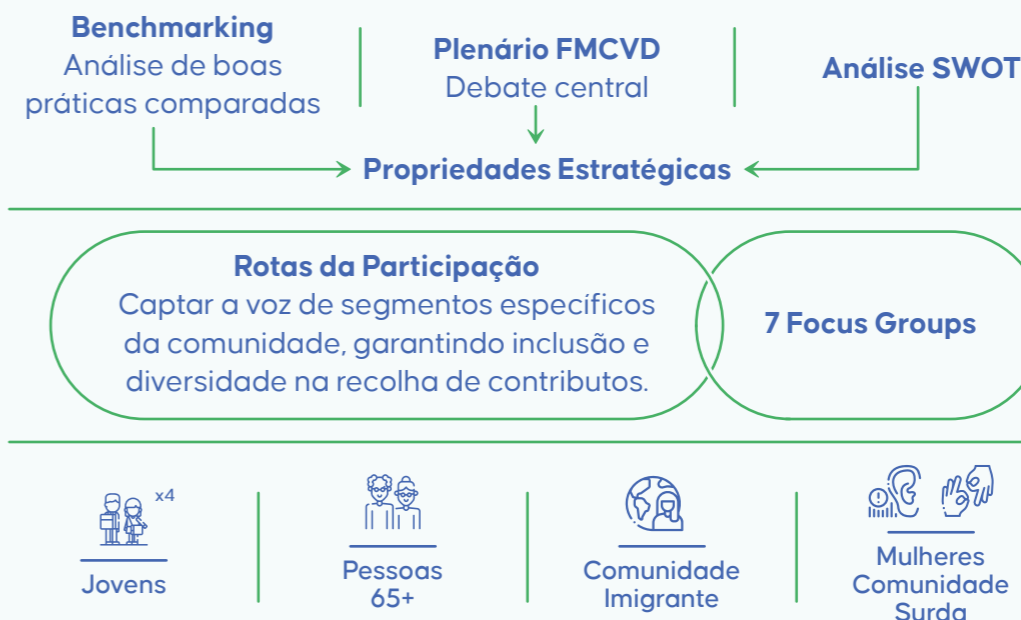 Benchmarking
Análise de boas
práticas comparadas
Plenário FMCVD
Debate central
Análise SWOT
Propriedades Estratégicas
Rotas da Participação
Captar a voz de segmentos específicos
da comunidade, garantindo inclusão e
diversidade na recolha de contributos.
7 Focus Groups
x4
Jovens
Pessoas
65+
Comunidade
Imigrante
Mulheres
Comunidade
Surda